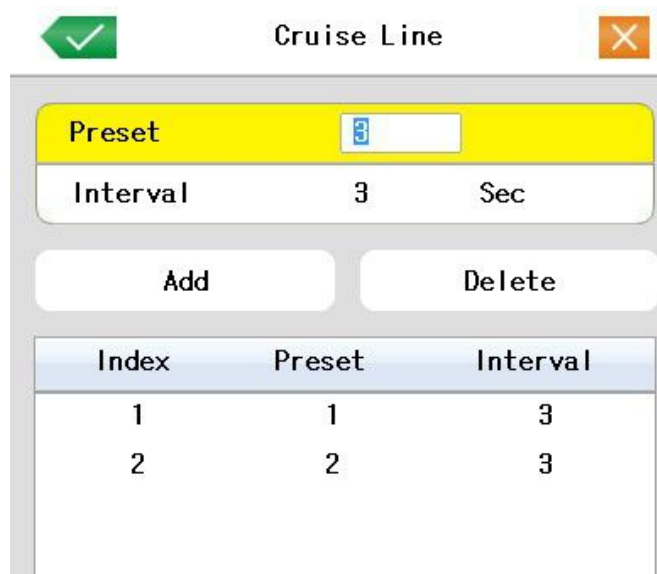 Cruise Line
Preset 3
Interval 3 Sec
Add Delete
Index Preset Interval
1 1 3
2 2 3